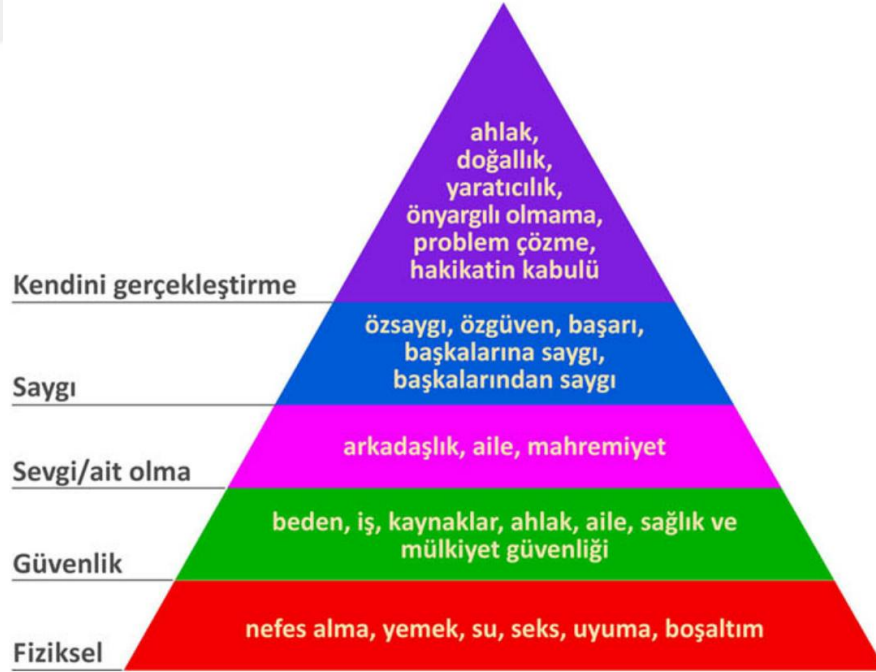 ahlak,
doğallık,
yaratıcılık,
önyargılı olmama,
problem çözme,
hakikatin kabulü
Kendini gerçekleştirme
özsaygı, özgüven, başarı,
başkalarına saygı,
başkalarından saygı
Saygı
arkadaşlık, aile, mahremiyet
Sevgi/ait olma
beden, iş, kaynaklar, ahlak, aile, sağlık ve
mülkiyet güvenliği
Güvenlik
nefes alma, yemek, su, seks, uyuma, boşaltım
Fiziksel